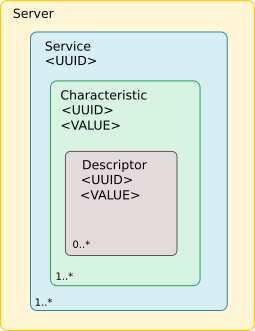 Server
Service
<UUID>
Characteristic
<UUID>
<VALUE>
Descriptor
<UUID>
<VALUE>
0..*
1..*
1..*